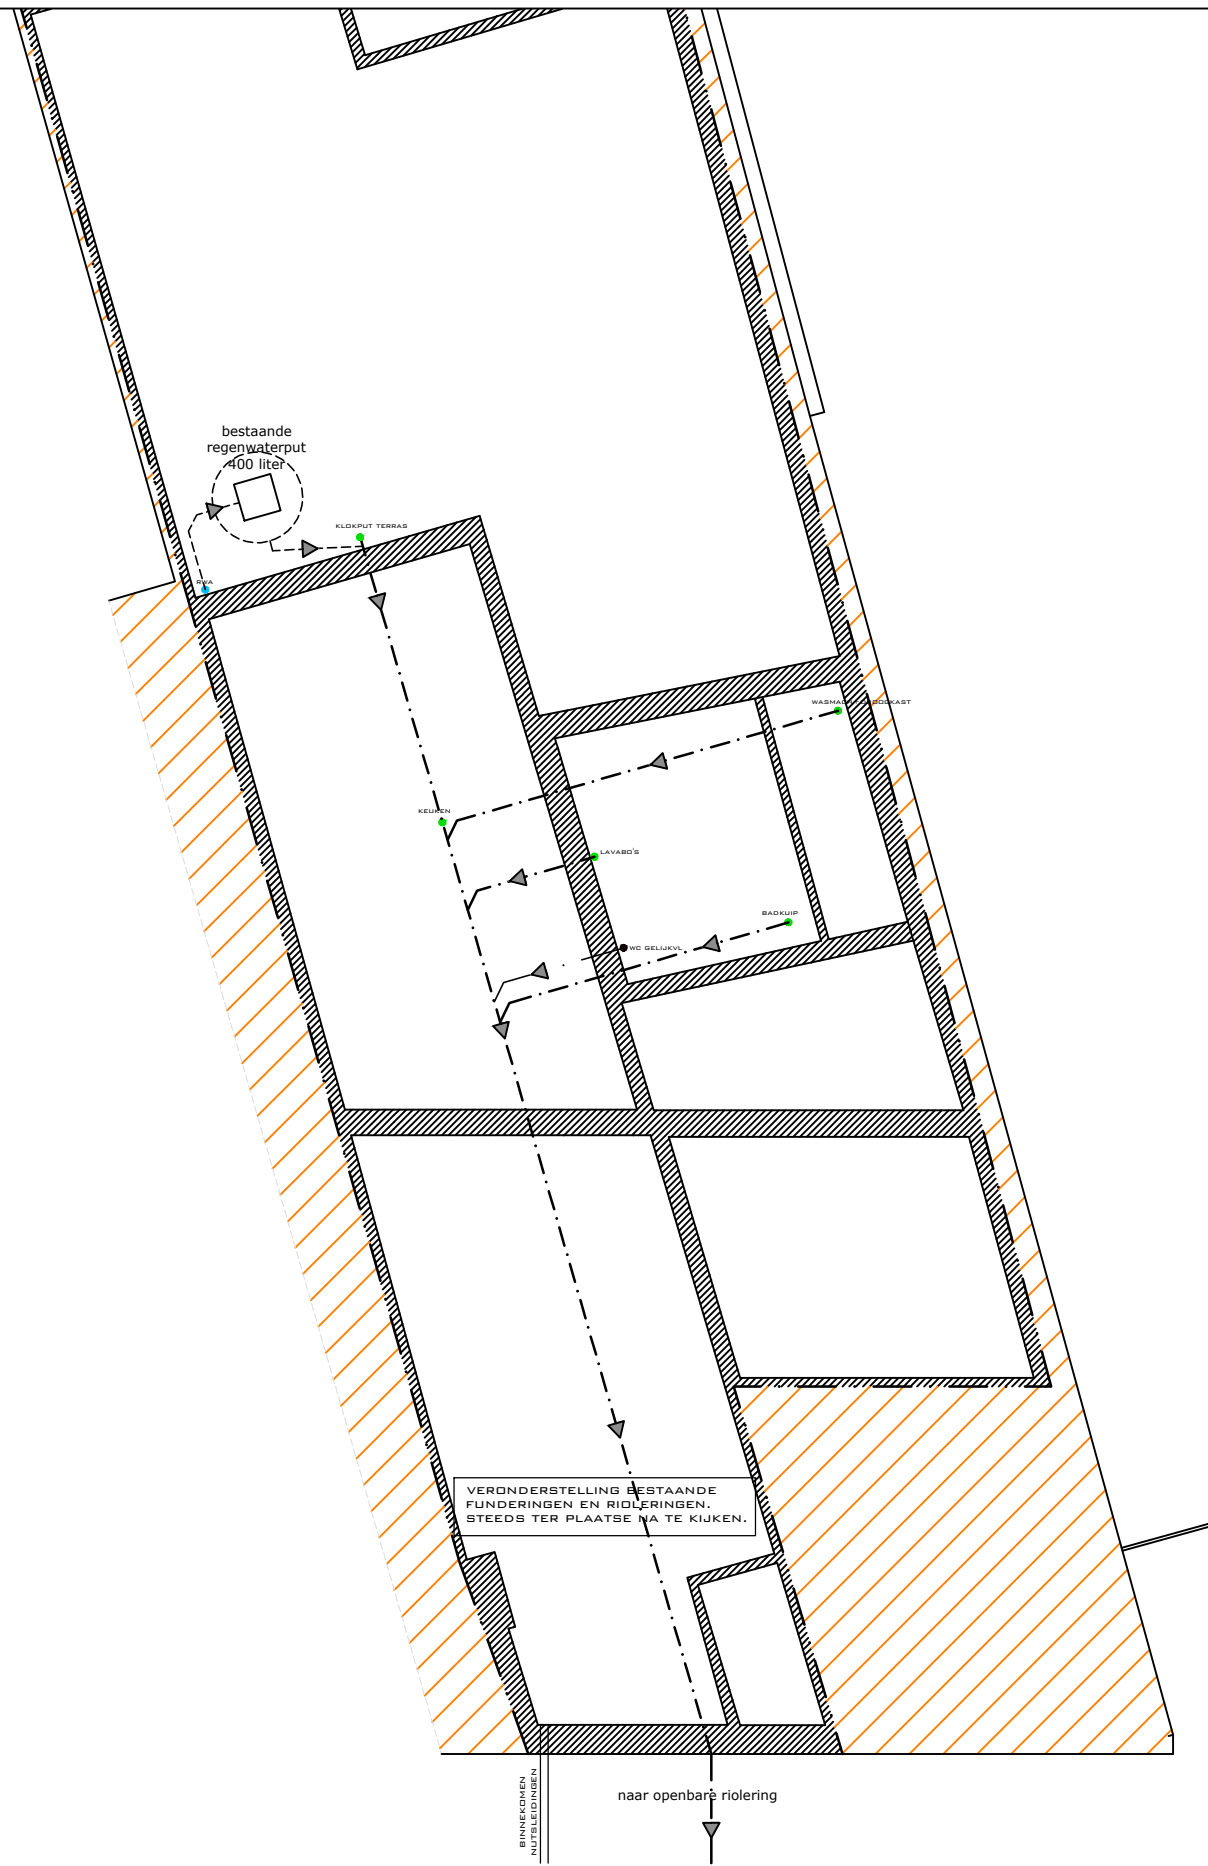 bestaande
regenwaterput
400 liter
KLOKPUT TERRAS
RWA
KEUKEN
LAVABO'S
BADKUIP
WC GELIJKVL
VERONDERSTELLING BESTAANDE
FUNDERINGEN EN RIOLERINGEN.
STEEDS TER PLAATSE NA TE KIJKEN.
BINNEKOMEN
NUTSLEIDINGEN
naar openbare riolering